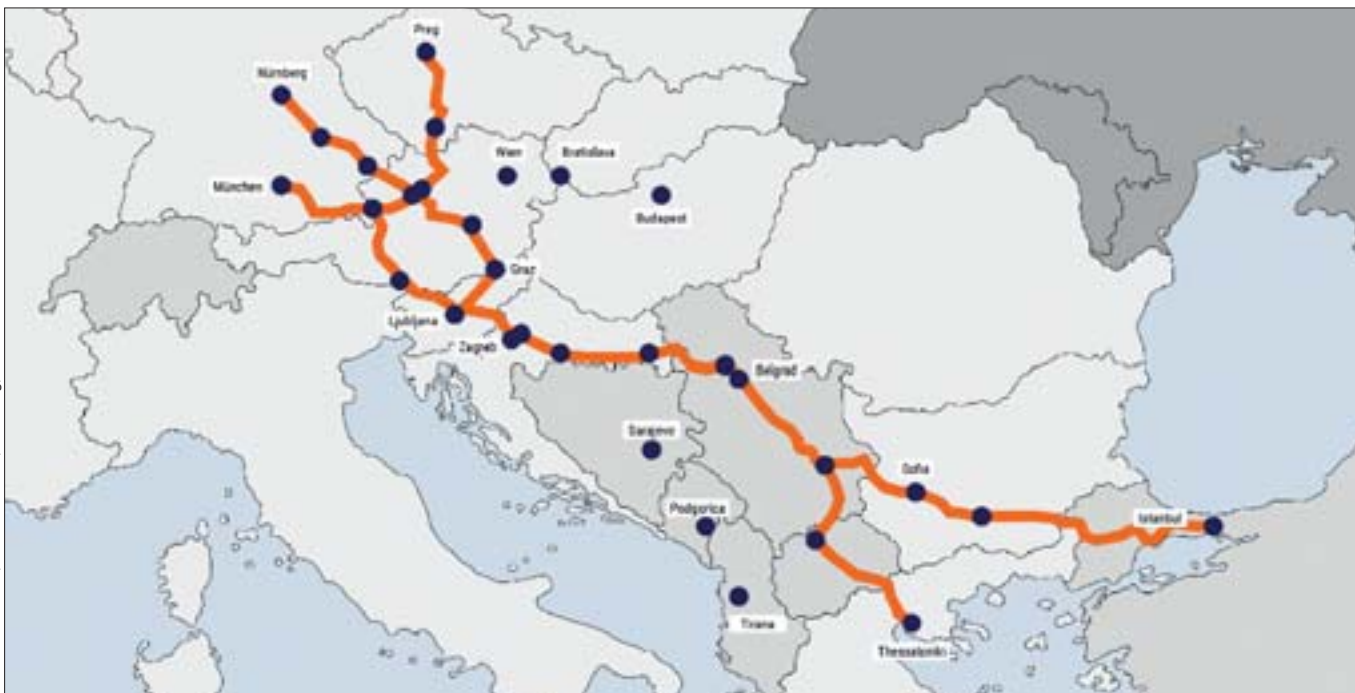 Prag
Nürnberg
Wien
Bratislava
München
Budapest
Graz
Ljubljana
Zagreb
Belgrad
Sarajevo
Sofia
Podgorica
Istanbul
Tirana
Thessaloniki